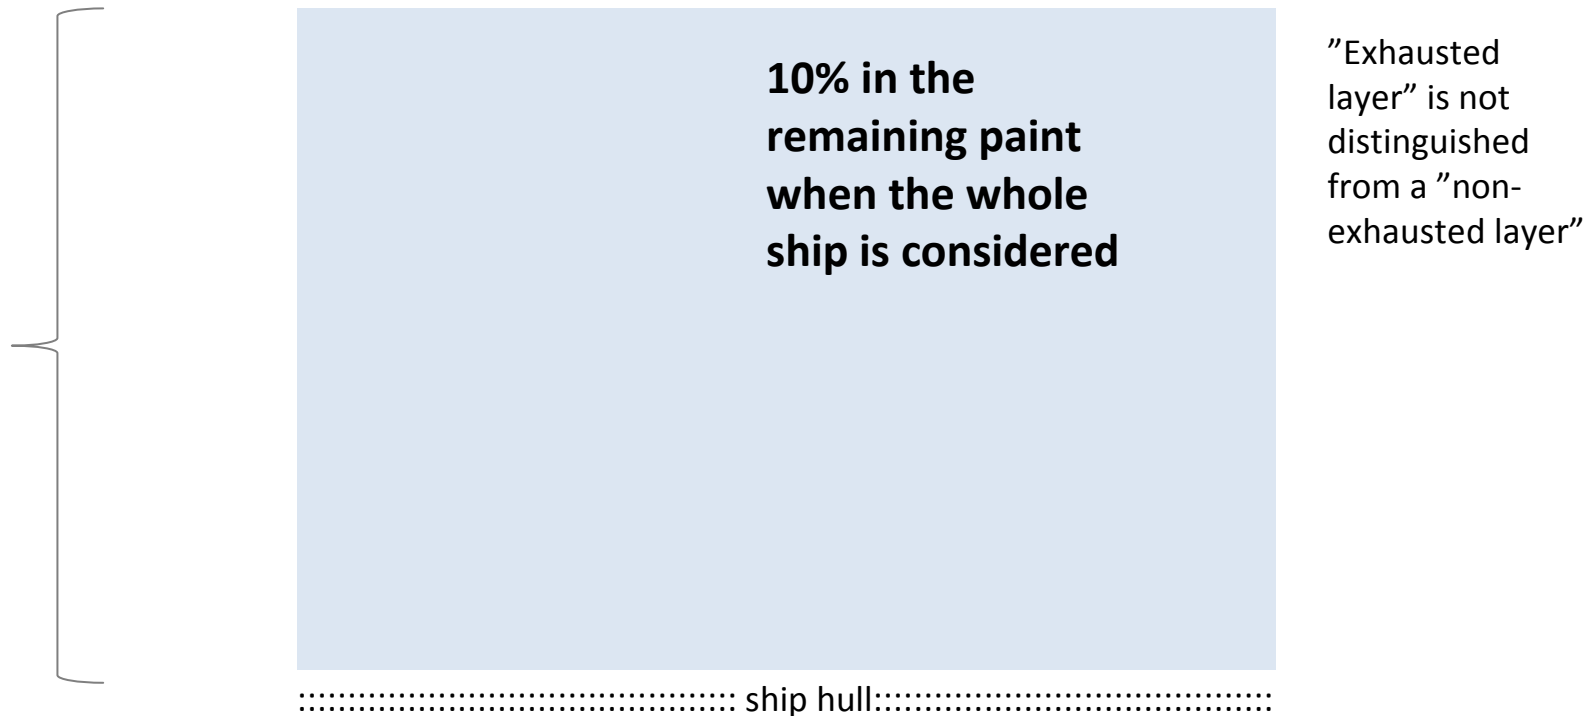 10% in the
remaining paint
when the whole
ship is considered
”Exhausted
layer” is not
distinguished
from a ”non-
exhausted layer”
:::::::::::::::::::::::::::::::::::::::::::: ship hull::::::::::::::::::::::::::::::::::::::::